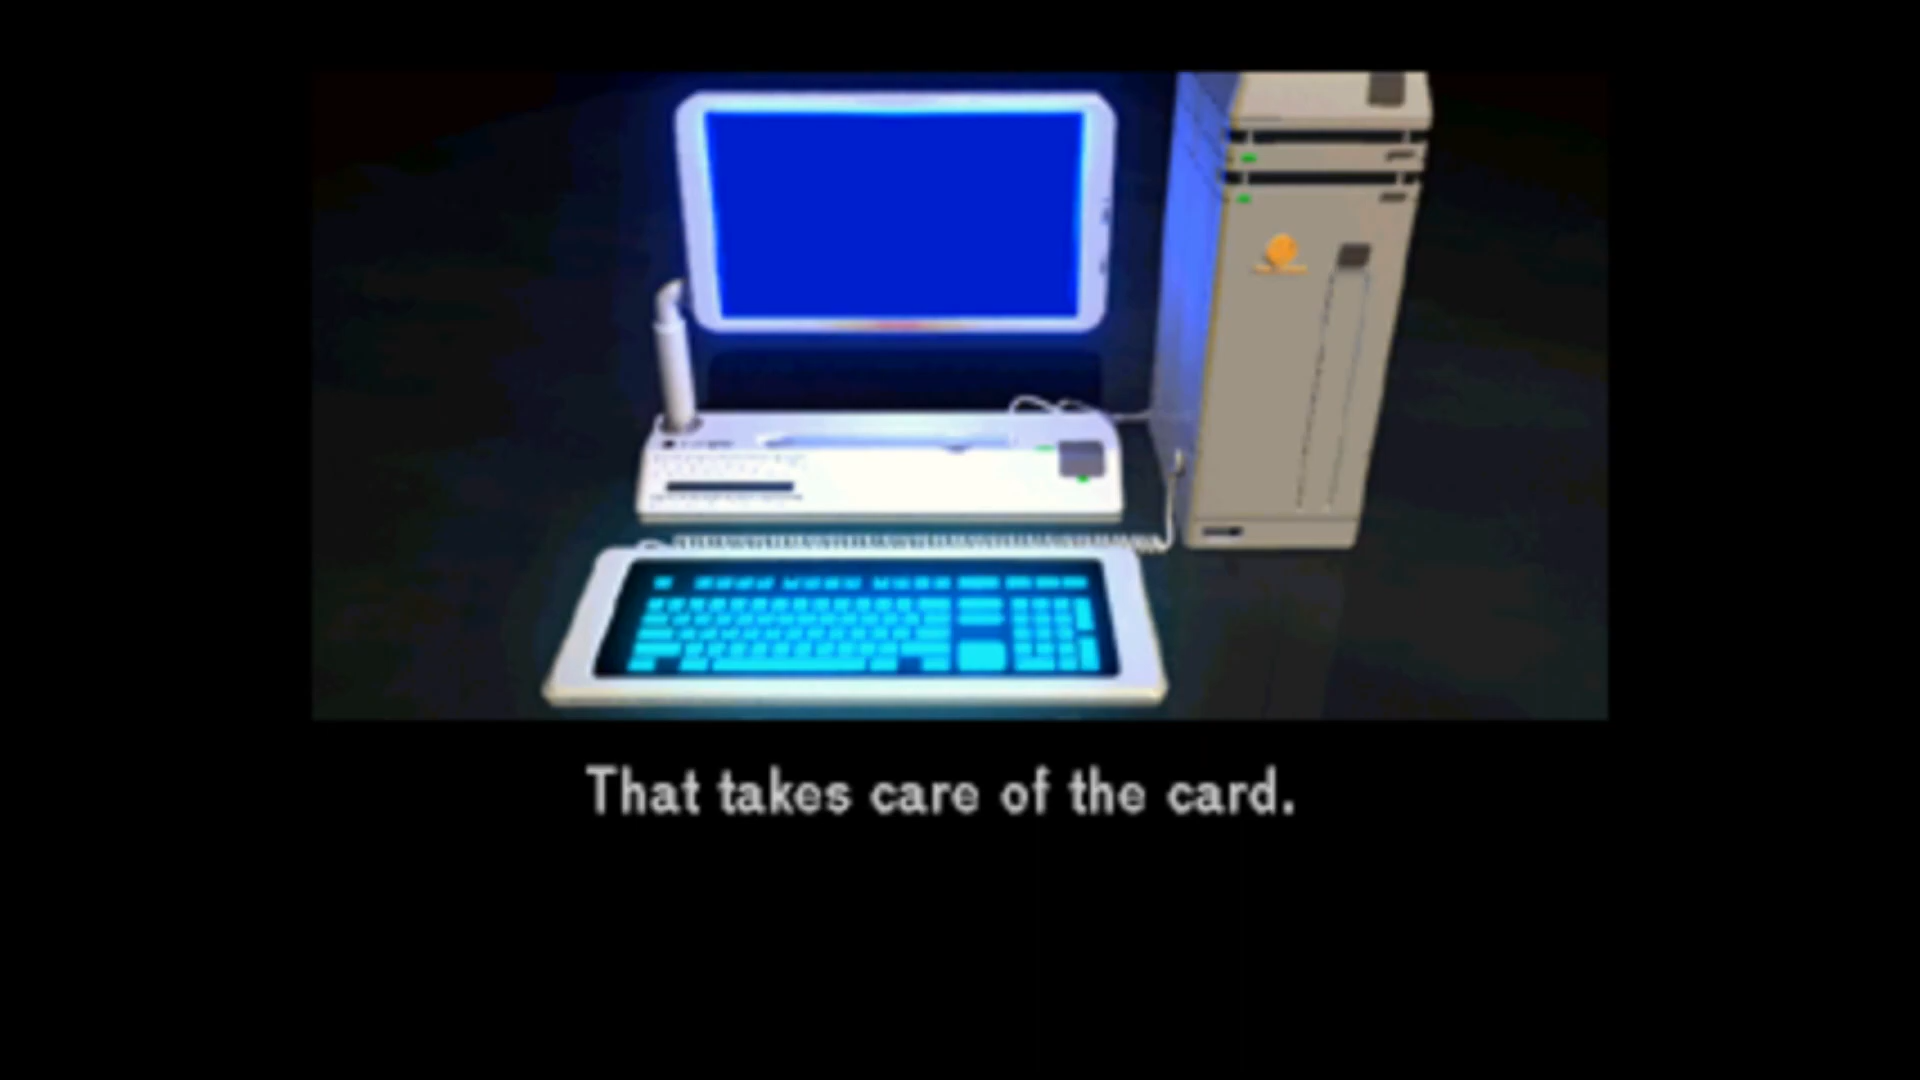 That takes care of the card.